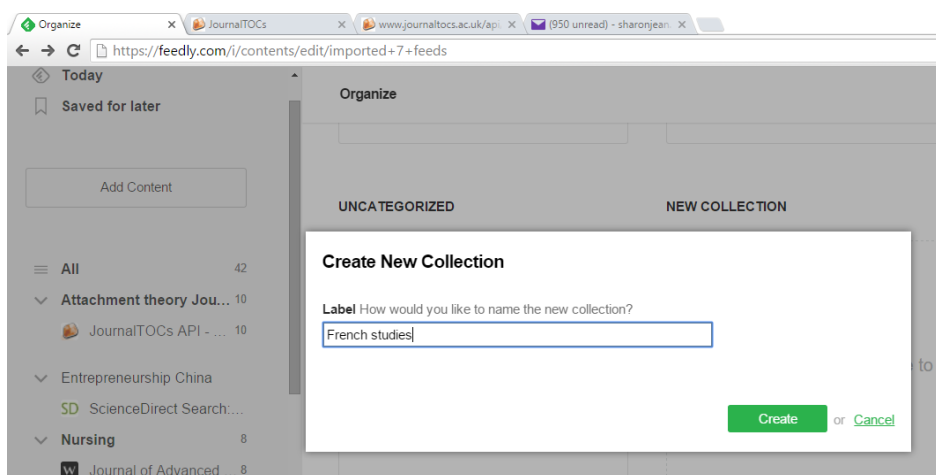 Organize
JournalTOCs
www.journaltocs.ac.uk/api
(950 unread) - sharonjean
https://feedly.com/i/contents/edit/imported+7+feeds
Today
Saved for later
Add Content
All 42
Attachment theory Jou... 10
JournalTOCs API - ... 10
Entrepreneurship China
SD ScienceDirect Search:...
Nursing 8
W Journal of Advanced 8
Organize
UNCATEGORIZED NEW COLLECTION
Create New Collection
Label How would you like to name the new collection?
French studies
to
Create or Cancel